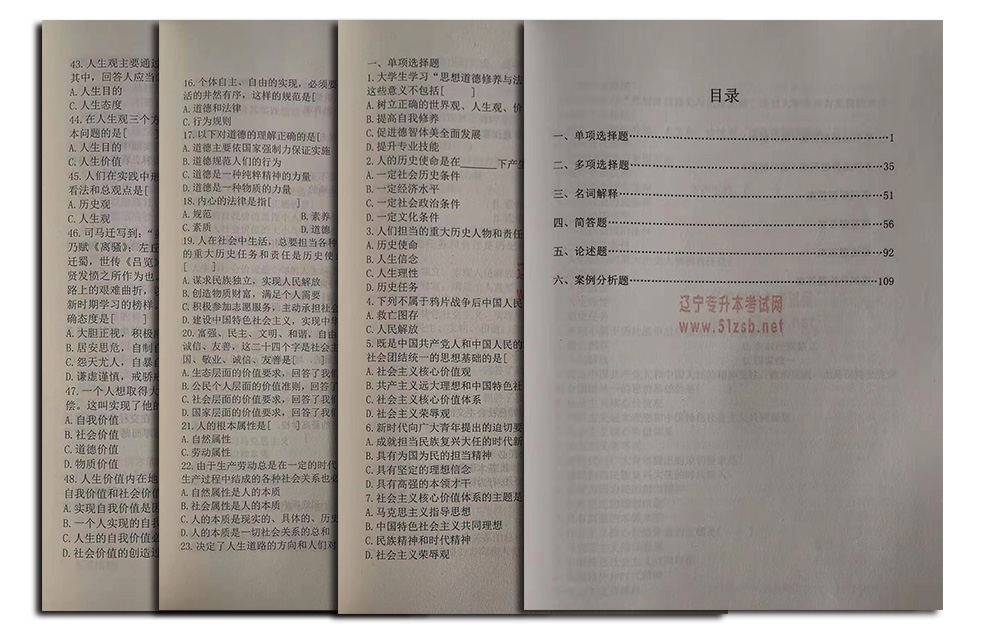 43. 人生观主要通过
其中，回答人应当
A. 人生目的
C. 人生态度
44. 在人生观三个方
本问题的是[
A. 人生目的
C. 人生价值
45. 人们在实践中形
看法和总观点是[
A. 历史观
C. 人生观
46. 司马迁写到：“
乃赋《离骚》；左丘
迁蜀，世传《吕览
贤发愤之所作为也
路上的艰难曲折，以
新时期学习的榜样，
确态度是[ ]
A. 大胆正视，积极
B. 居安思危，自制
C. 怨天尤人，自暴
D. 谦虚谨慎，戒骄
47. 一个人想取得大
偿。这叫实现了他的
A. 自我价值
B. 社会价值
C. 道德价值
D. 物质价值
48. 人生价值内在地
自我价值和社会价值
A. 实现自我价值是
B. 一个人实现的自我
C. 人生的自我价值必
D. 社会价值的创造过
16. 个体自主、自由的实现，必须要
活的井然有序，这样的规范是[
A. 道德和法律
C. 行为规则
17. 以下对道德的理解正确的是[
A. 道德主要依国家强制力保证实施
B. 道德规范人们的行为
C. 道德是一种纯粹精神的力量
D. 道德是一种物质的力量
18. 内心的法律是指[ ]
A. 规范 B. 素养
C. 素质 D. 道德
19. 人在社会中生活，总要担当各种
的重大历史任务和责任是历史使
[ ]
A. 谋求民族独立，实现人民解放
B. 创造物质财富，满足个人需要
C. 积极参加志愿服务，主动承担社会
D. 建设中国特色社会主义，实现中华
20. 富强、民主、文明、和谐，自由
诚信、友善，这二十四个字是社会主
国、敬业、诚信、友善是[ ]
A. 生态层面的价值要求，回答了我们
B. 公民个人层面的价值准则，回答了
C. 社会层面的价值要求，回答了我们
D. 国家层面的价值要求，回答了我们
21. 人的根本属性是[ ]
A. 自然属性
C. 劳动属性
22. 由于生产劳动总是在一定的时代
生产过程中结成的各种社会关系也必
A. 自然属性是人的本质
B. 社会属性是人的本质
C. 人的本质是现实的、具体的、历史
D. 人的本质是一切社会关系的总和
23. 决定了人生道路的方向和人们对
一、单项选择题
1. 大学生学习“思想道德修养与法
这些意义不包括[ ]
A. 树立正确的世界观、人生观、价
B. 提高自我修养
C. 促进德智体美全面发展
D. 提升专业技能
2. 人的历史使命是在______下产生
A. 一定社会历史条件
B. 一定经济水平
C. 一定社会政治条件
D. 一定文化条件
3. 人们担当的重大历史人物和责任
A. 历史使命
B. 人生信念
C. 人生理性
D. 历史任务
4. 下列不属于鸦片战争后中国人民
A. 救亡图存
C. 人民解放
5. 既是中国共产党人和中国人民的
社会团结统一的思想基础的是[
A. 社会主义核心价值观
B. 共产主义远大理想和中国特色社
C. 社会主义核心价值体系
D. 社会主义荣辱观
6. 新时代向广大青年提出的迫切要
A. 成就担当民族复兴大任的时代新
B. 具有为国为民的担当精神
C. 具有坚定的理想信念
D. 具有高强的本领才干
7. 社会主义核心价值体系的主题是
A. 马克思主义指导思想
B. 中国特色社会主义共同理想
C. 民族精神和时代精神
D. 社会主义荣辱观
目录
一、单项选择题……1
二、多项选择题……35
三、名词解释……51
四、简答题……56
五、论述题……92
六、案例分析题……109
辽宁专升本考试网
www.51zsb.net